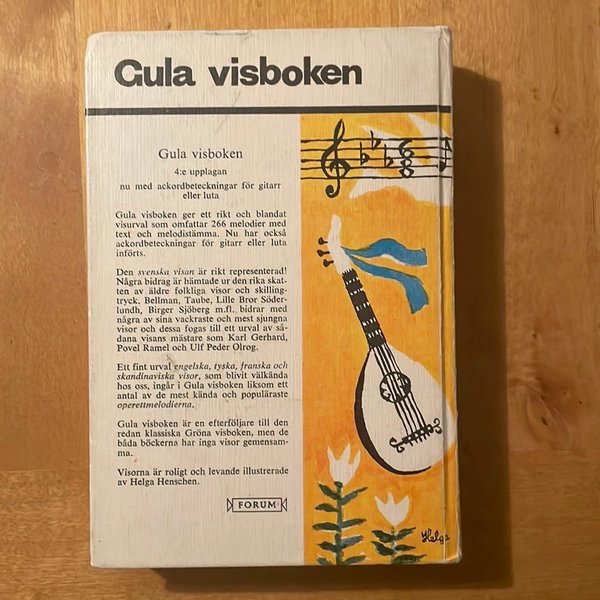 Gula visboken
Gula visboken
4:e upplagan
nu med ackordbeteckningar för gitarr
eller luta
Gula visboken ger ett rikt och blandat
visurval som omfattar 266 melodier med
text och melodistämma. Nu har också
ackordbeteckningar för gitarr eller luta
införts.
Den svenska visan är rikt representerad!
Några bidrag är hämtade ur den rika skat-
ten av äldre folkliga visor och skilling-
tryck, Bellman, Taube, Lille Bror Söder-
lundh, Birger Sjöberg m.fl. bidrar med
några av sina vackraste och mest sjungna
visor och dessa fogas till ett urval av så-
dana visans mästare som Karl Gerhard,
Povel Ramel och Ulf Peder Olrog.
Ett fint urval engelska, tyska, franska och
skandinaviska visor, som blivit välkända
hos oss, ingår i Gula visboken liksom ett
antal av de mest kända och populäraste
operettmelodierna.
Gula visboken är en efterföljare till den
redan klassiska Gröna visboken, men de
båda böckerna har inga visor gemensam-
ma.
Visorna är roligt och levande illustrerade
av Helga Henschen.
FORUM
Helga